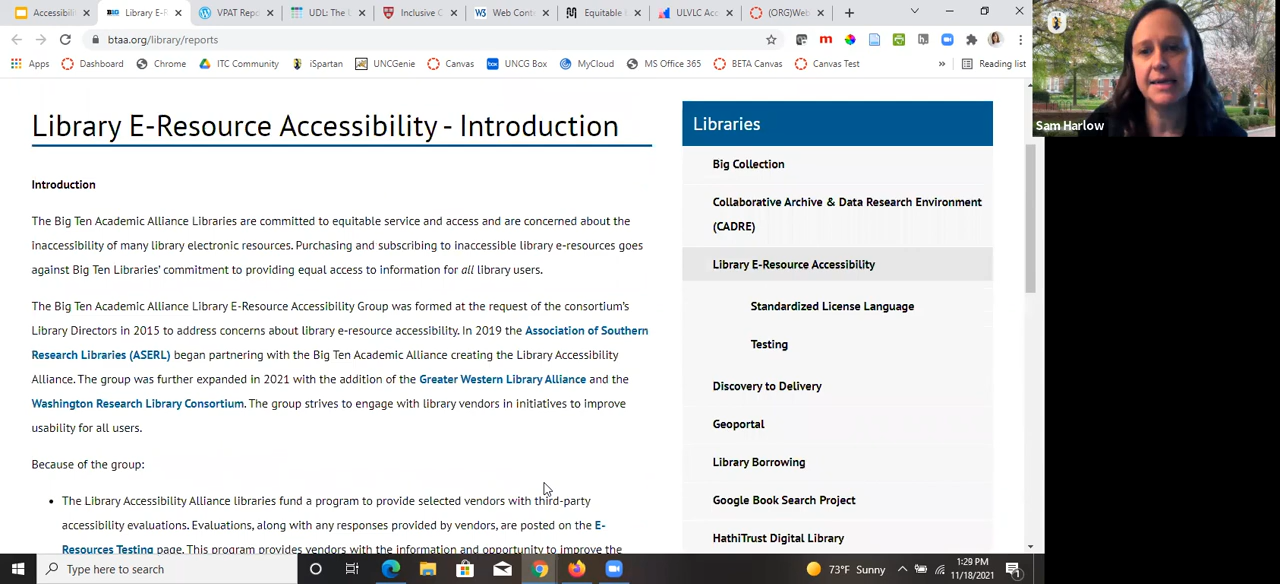 Accessibili
Library E-R
VPAT Repo
UDL: The U
Inclusive C
Web Cont
Equitable
ULVLC Acc
(ORG)Web
btaa.org/library/reports
Apps
Dashboard
Chrome
ITC Community
iSpartan
UNCGenie
Canvas
UNCG Box
MyCloud
MS Office 365
BETA Canvas
Canvas Test
»
Reading list
Sam Harlow
Library E-Resource Accessibility - Introduction
Introduction
The Big Ten Academic Alliance Libraries are committed to equitable service and access and are concerned about the
inaccessibility of many library electronic resources. Purchasing and subscribing to inaccessible library e-resources goes
against Big Ten Libraries' commitment to providing equal access to information for all library users.
The Big Ten Academic Alliance Library E-Resource Accessibility Group was formed at the request of the consortium's
Library Directors in 2015 to address concerns about library e-resource accessibility. In 2019 the Association of Southern
Research Libraries (ASERL) began partnering with the Big Ten Academic Alliance creating the Library Accessibility
Alliance. The group was further expanded in 2021 with the addition of the Greater Western Library Alliance and the
Washington Research Library Consortium. The group strives to engage with library vendors in initiatives to improve
usability for all users.
Because of the group:
• The Library Accessibility Alliance libraries fund a program to provide selected vendors with third-party
accessibility evaluations. Evaluations, along with any responses provided by vendors, are posted on the E-
Resources Testing page. This program provides vendors with the information and opportunity to improve the
Libraries
Big Collection
Collaborative Archive & Data Research Environment
(CADRE)
Library E-Resource Accessibility
Standardized License Language
Testing
Discovery to Delivery
Geoportal
Library Borrowing
Google Book Search Project
HathiTrust Digital Library
Type here to search
73°F Sunny
1:29 PM
11/18/2021